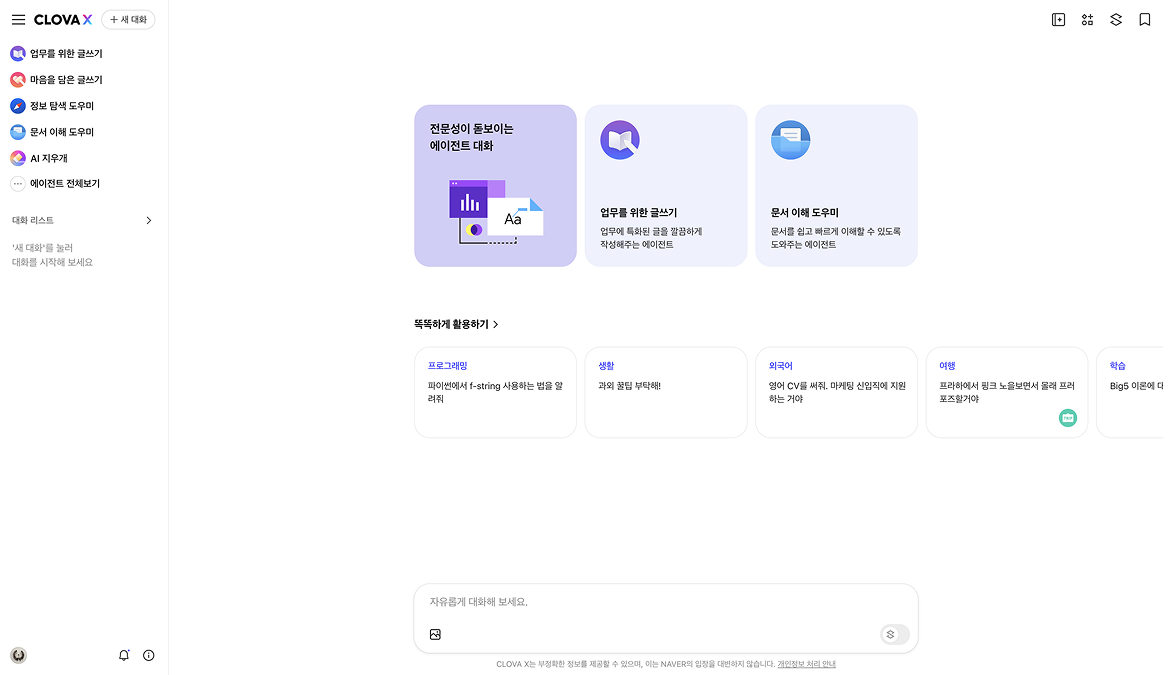 CLOVA X
+ 새 대화
업무를 위한 글쓰기
마음을 담은 글쓰기
정보 탐색 도우미
문서 이해 도우미
AI 지우개
에이전트 전체보기
대화 리스트
'새 대화'를 눌러
대화를 시작해 보세요
전문성이 돋보이는
에이전트 대화
Aa
업무를 위한 글쓰기
업무에 특화된 글을 깔끔하게
작성해주는 에이전트
문서 이해 도우미
문서를 쉽고 빠르게 이해할 수 있도록
도와주는 에이전트
똑똑하게 활용하기
프로그래밍
파이썬에서 f-string 사용하는 법을 알
려줘
생활
과외 꿀팁 부탁해!
외국어
영어 CV를 써줘. 마케팅 신입직에 지원
하는 거야
여행
프라하에서 핑크 노을보면서 몰래 프러
포즈할거야
학습
Big5 이론에 대
자유롭게 대화해 보세요.
CLOVA X는 부정확한 정보를 제공할 수 있으며, 이는 NAVER의 입장을 대변하지 않습니다. 개인정보 처리 안내